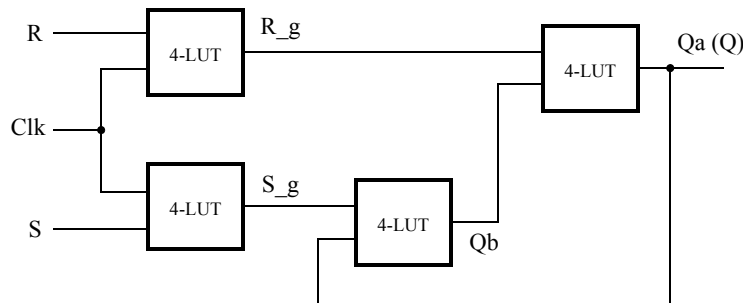 R
4-LUT
R_g
4-LUT
Qa (Q)
Clk
S
4-LUT
S_g
4-LUT
Qb